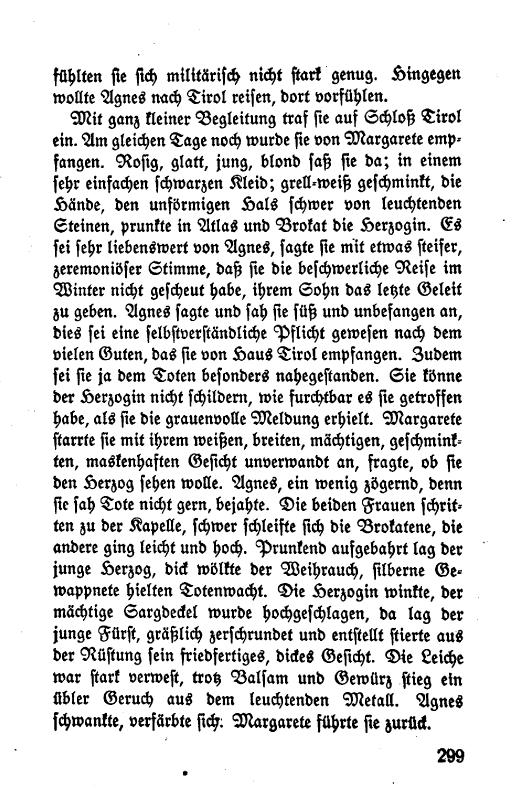 fühlten sie sich militärisch nicht stark genug. Hingegen
wollte Agnes nach Tirol reisen, dort vorfühlen.
Mit ganz kleiner Begleitung traf sie auf Schloß Tirol
ein. Am gleichen Tage noch wurde sie von Margarete emp-
fangen. Rosig, glatt, jung, blond saß sie da; in einem
sehr einfachen schwarzen Kleid; grell-weiß geschminkt, die
Hände, den unförmigen Hals schwer von leuchtenden
Steinen, prunkte in Atlas und Brokat die Herzogin. Es
sei sehr liebenswert von Agnes, sagte sie mit etwas steifer,
zeremoniöser Stimme, daß sie die beschwerliche Reise im
Winter nicht gescheut habe, ihrem Sohn das letzte Geleit
zu geben. Agnes sagte und sah sie süß und unbefangen an,
dies sei eine selbstverständliche Pflicht gewesen nach dem
vielen Guten, das sie von Haus Tirol empfangen. Zudem
sei sie ja dem Toten besonders nahegestanden. Sie könne
der Herzogin nicht schildern, wie furchtbar es sie getroffen
habe, als sie die grauenvolle Meldung erhielt. Margarete
starrte sie mit ihrem weißen, breiten, mächtigen, geschmink-
ten, maskenhaften Gesicht unverwandt an, fragte, ob sie
den Herzog sehen wolle. Agnes, ein wenig zögernd, denn
sie sah Tote nicht gern, bejahte. Die beiden Frauen schrit-
ten zu der Kapelle, schwer schleifte sich die Brokatene, die
andere ging leicht und hoch. Prunkend aufgebahrt lag der
junge Herzog, dick wölkte der Weihrauch, silberne Ge-
wappnete hielten Totenwacht. Die Herzogin winkte, der
mächtige Sargdeckel wurde hochgeschlagen, da lag der
junge Fürst, gräßlich zerschrundet und entstellt stierte aus
der Rüstung sein friedfertiges, dickes Gesicht. Die Leiche
war stark verwest, trotz Balsam und Gewürz stieg ein
übler Geruch aus dem leuchtenden Metall. Agnes
schwankte, verfärbte sich. Margarete führte sie zurück.
299